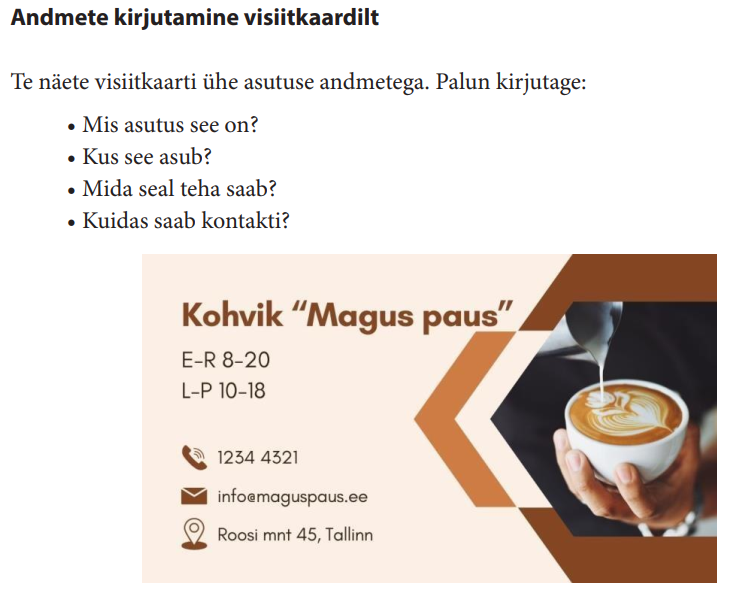 Andmete kirjutamine visiitkaardilt
Te näete visiitkaarti ühe asutuse andmetega. Palun kirjutage:
• Mis asutus see on?
• Kus see asub?
• Mida seal teha saab?
• Kuidas saab kontakti?
Kohvik “Magus paus”
E-R 8-20
L-P 10-18
1234 4321
info@maguspaus.ee
Roosi mnt 45, Tallinn